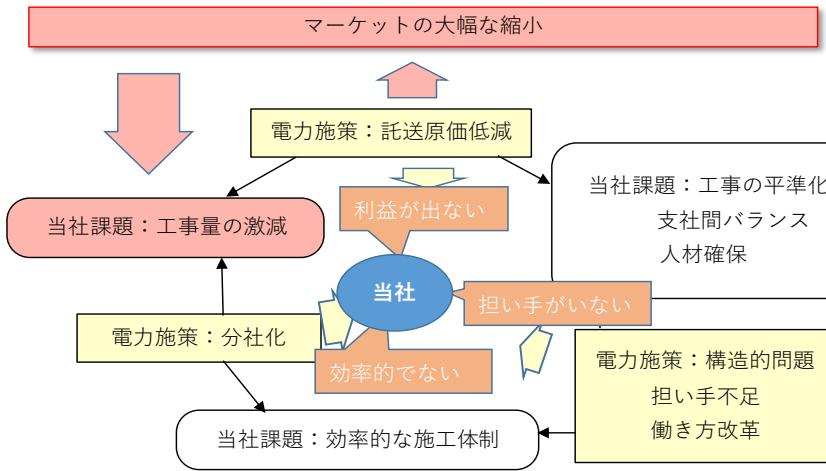 マーケットの大幅な縮小
電力施策：託送原価低減
当社課題：工事の平準化
支社間バランス
人材確保
利益が出ない
当社課題：工事量の激減
当社
担い手がいない
電力施策：分社化
効率的でない
電力施策：構造的問題
担い手不足
働き方改革
当社課題：効率的な施工体制